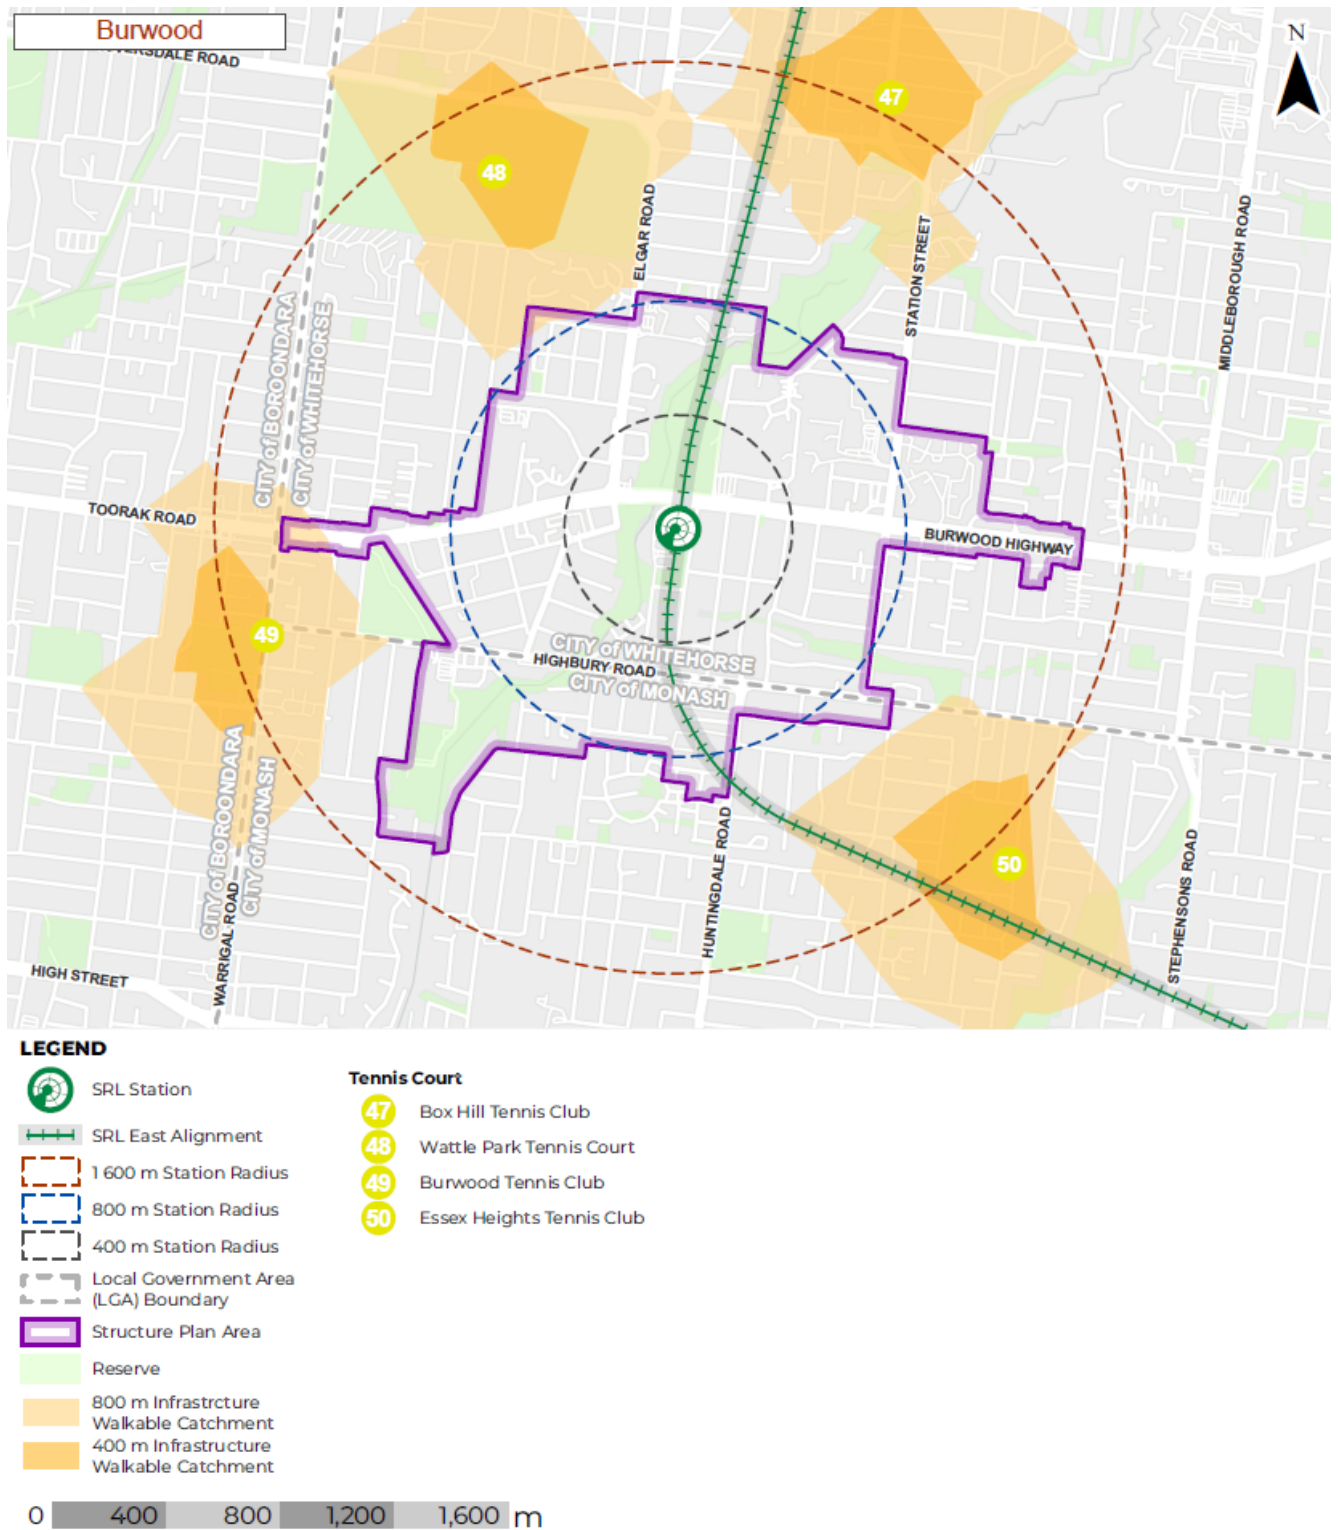 Burwood
ERSDALE ROAD
N
47
48
ELGAR ROAD
STATION STREET
MIDDLEBOROUGH ROAD
CITY of BOROONDARA
CITY of WHITEHORSE
TOORAK ROAD
BURWOOD HIGHWAY
49
CITY of WHITEHORSE
HIGHBURY ROAD
CITY of MONASH
CITY of BOROONDARA
CITY of MONASH
50
HUNTINGDALE ROAD
STEPHENSONS ROAD
WARRIGAL ROAD
HIGH STREET
LEGEND
SRL Station
SRL East Alignment
1 600 m Station Radius
800 m Station Radius
400 m Station Radius
Local Government Area
(LGA) Boundary
Structure Plan Area
Reserve
800 m Infrastrcture
Walkable Catchment
400 m Infrastructure
Walkable Catchment
Tennis Court
47 Box Hill Tennis Club
48 Wattle Park Tennis Court
49 Burwood Tennis Club
50 Essex Heights Tennis Club
0 400 800 1,200 1,600 m